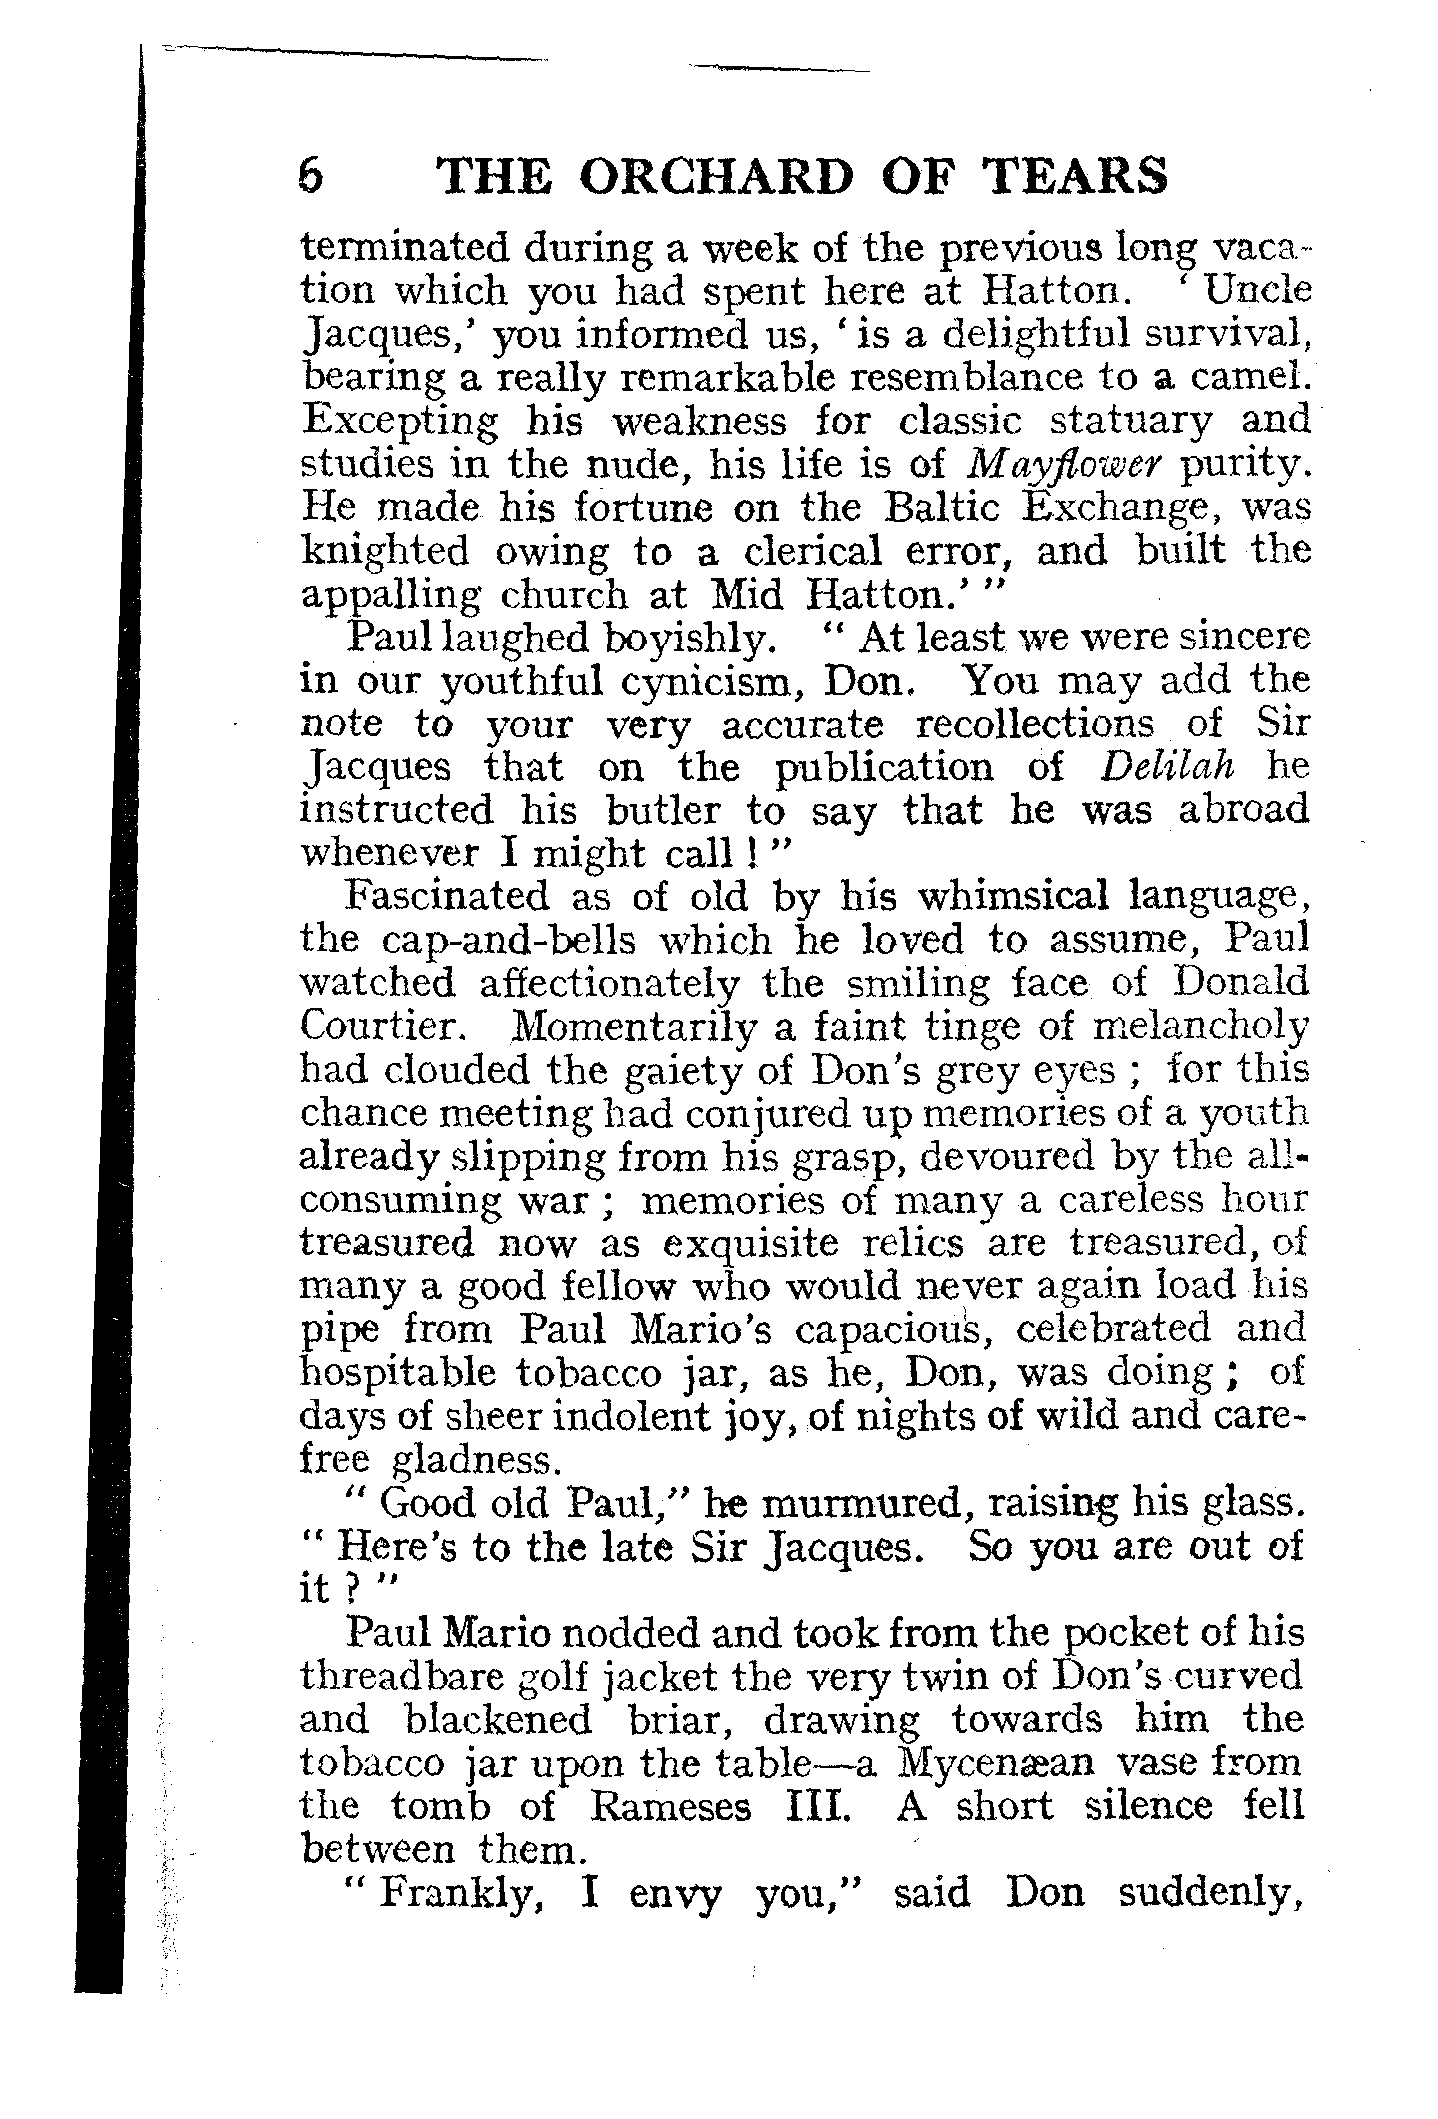 6 THE ORCHARD OF TEARS
terminated during a week of the previous long vaca-
tion which you had spent here at Hatton. ‘ Uncle
Jacques,’ you informed us, ‘ is a delightful survival,
bearing a really remarkable resemblance to a camel.
Excepting his weakness for classic statuary and
studies in the nude, his life is of Mayflower purity.
He made his fortune on the Baltic Exchange, was
knighted owing to a clerical error, and built the
appalling church at Mid Hatton.’ ”
Paul laughed boyishly. “ At least we were sincere
in our youthful cynicism, Don. You may add the
note to your very accurate recollections of Sir
Jacques that on the publication of Delilah he
instructed his butler to say that he was abroad
whenever I might call ! ”
Fascinated as of old by his whimsical language,
the cap-and-bells which he loved to assume, Paul
watched affectionately the smiling face of Donald
Courtier. Momentarily a faint tinge of melancholy
had clouded the gaiety of Don’s grey eyes ; for this
chance meeting had conjured up memories of a youth
already slipping from his grasp, devoured by the all-
consuming war ; memories of many a careless hour
treasured now as exquisite relics are treasured, of
many a good fellow who would never again load his
pipe from Paul Mario’s capacious, celebrated and
hospitable tobacco jar, as he, Don, was doing ; of
days of sheer indolent joy, of nights of wild and care-
free gladness.
“ Good old Paul,” he murmured, raising his glass.
“ Here’s to the late Sir Jacques. So you are out of
it ? ”
Paul Mario nodded and took from the pocket of his
threadbare golf jacket the very twin of Don’s curved
and blackened briar, drawing towards him the
tobacco jar upon the table—a Mycenæan vase from
the tomb of Rameses III. A short silence fell
between them.
“ Frankly, I envy you,” said Don suddenly,